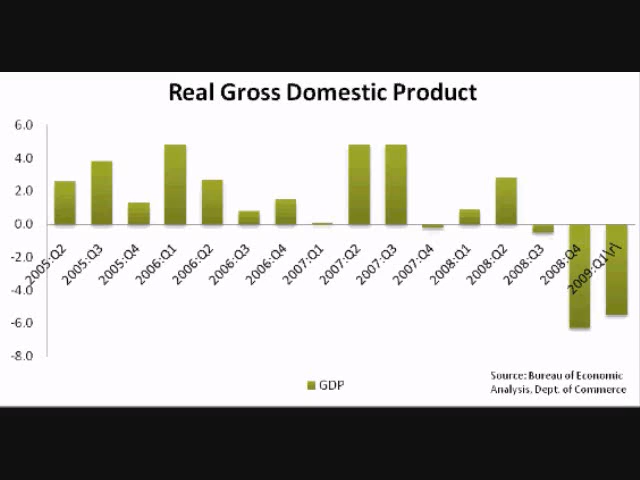 Real Gross Domestic Product
6.0
4.0
2.0
0.0
-2.0
-4.0
-6.0
-8.0
2005:Q2
2005:Q3
2005:Q4
2006:Q1
2006:Q2
2006:Q3
2006:Q4
2007:Q1
2007:Q2
2007:Q3
2007:Q4
2008:Q1
2008:Q2
2008:Q3
2008:Q4
2009:Q1\r\
GDP
Source: Bureau of Economic
Analysis, Dept. of Commerce